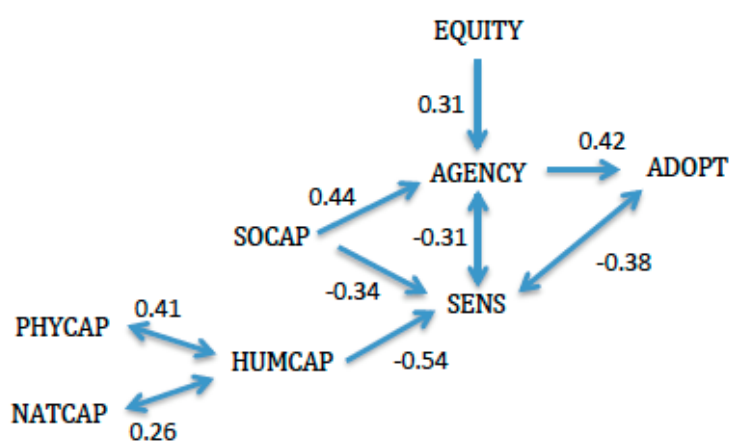 EQUITY
0.31
0.42
AGENCY
ADOPT
0.44
SOCAP
-0.31
-0.38
-0.34
SENS
0.41
PHYCAP
HUMCAP
-0.54
NATCAP
0.26